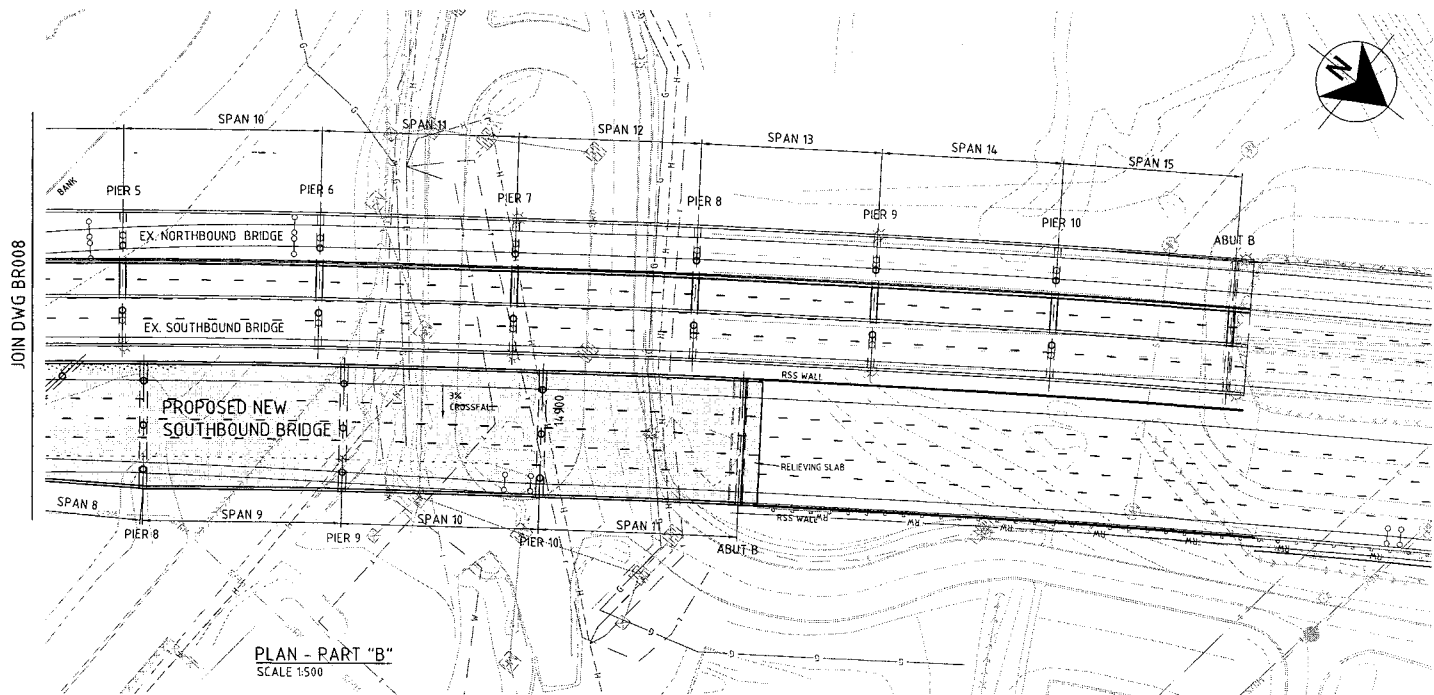 N
SPAN 10
SPAN 11
SPAN 12
SPAN 13
SPAN 14
SPAN 15
BANK
PIER 5
PIER 6
PIER 7
PIER 8
PIER 9
PIER 10
ABUT B
JOIN DWG BR008
EX. NORTHBOUND BRIDGE
EX. SOUTHBOUND BRIDGE
RSS WALL
3%
CROSSFALL
14900
PROPOSED NEW
SOUTHBOUND BRIDGE
RELIEVING SLAB
SPAN 8
SPAN 9
SPAN 10
SPAN 11
RSS WALL
PIER 8
PIER 9
PIER 10
ABUT B
PLAN - PART "B"
SCALE 1:500